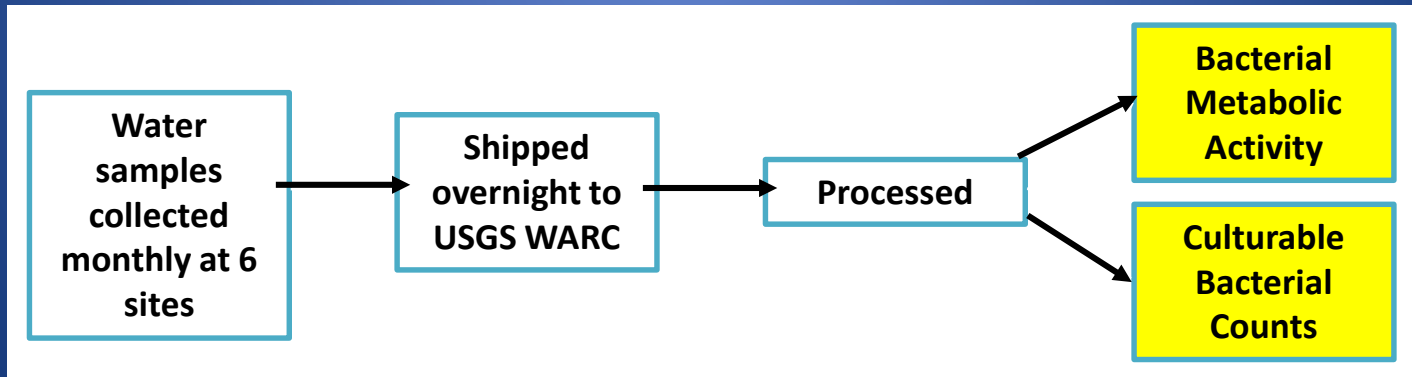 Water
samples
collected
monthly at 6
sites
Shipped
overnight to
USGS WARC
Processed
Bacterial
Metabolic
Activity
Culturable
Bacterial
Counts